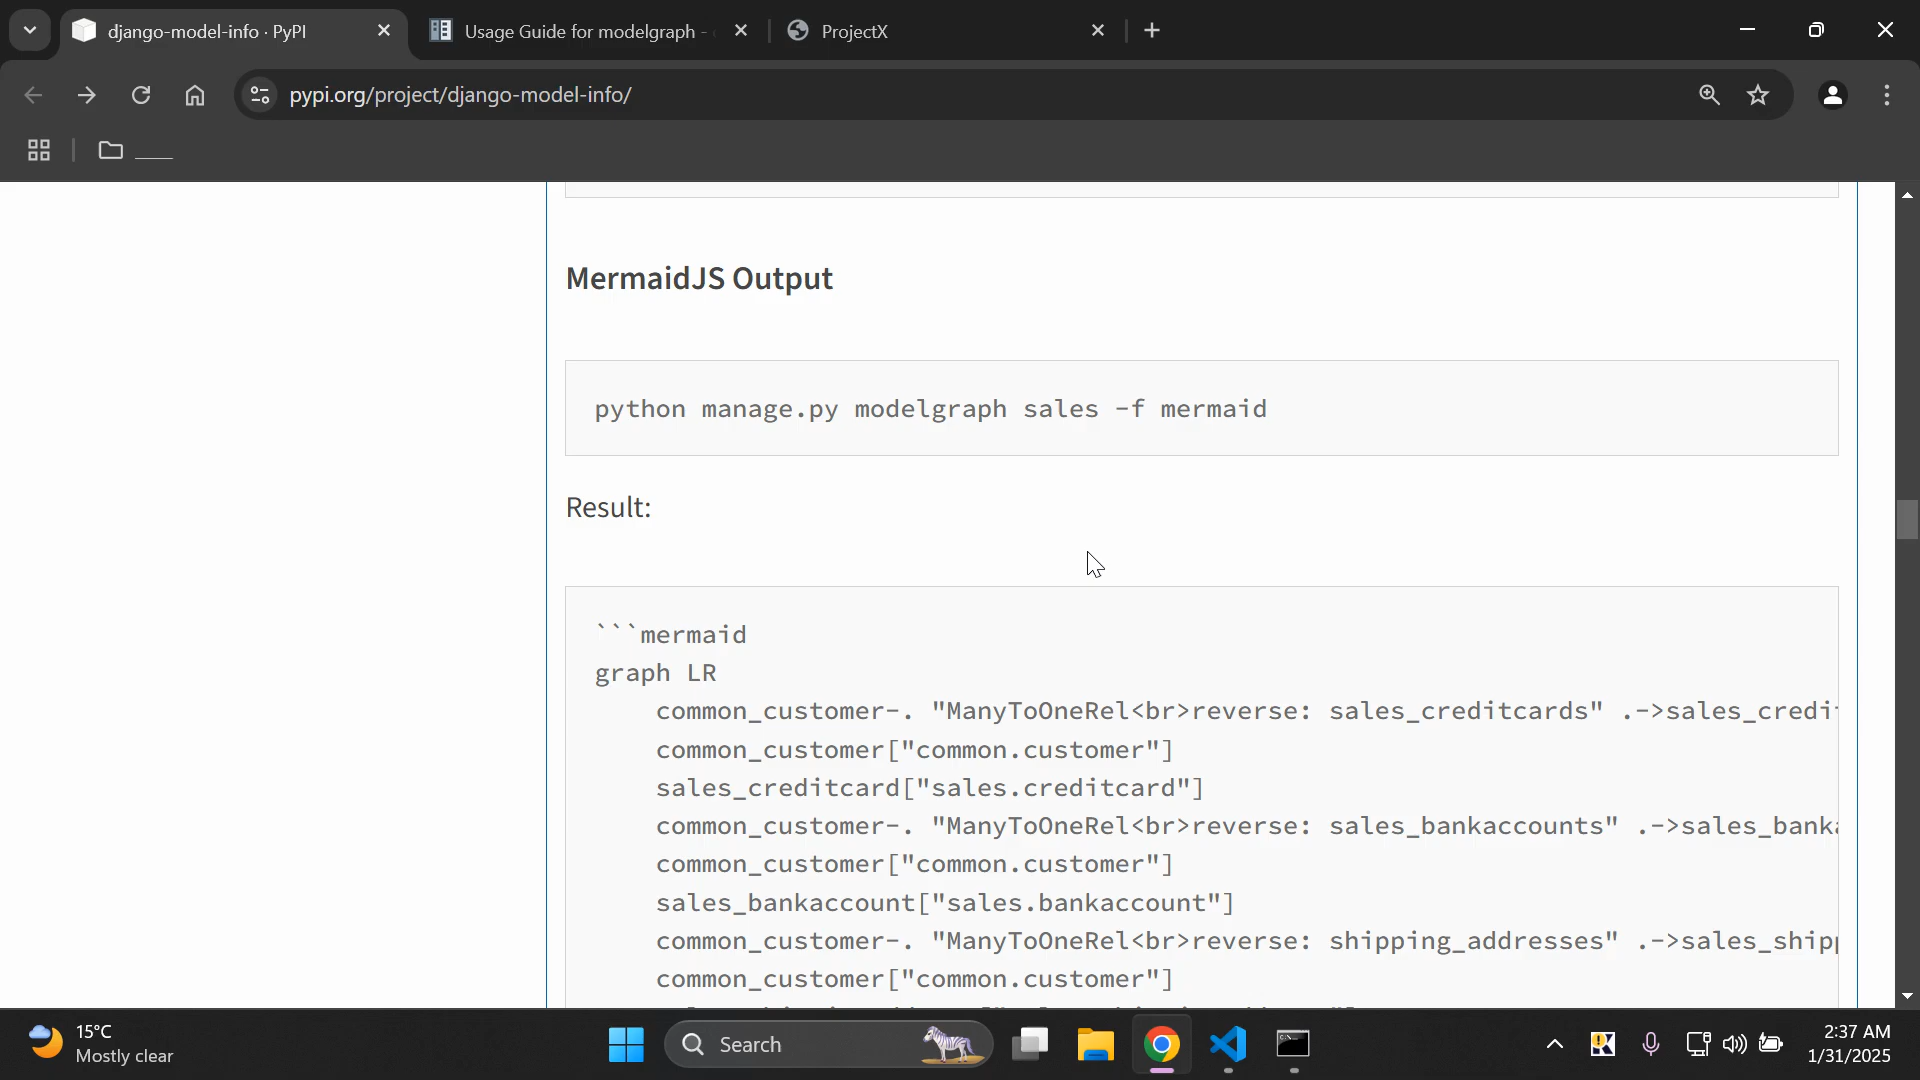 django-model-info · PyPI
Usage Guide for modelgraph -
ProjectX
pypi.org/project/django-model-info/
____
MermaidJS Output
python manage.py modelgraph sales -f mermaid
Result:
```mermaid
graph LR
common_customer-. "ManyToOneRel<br>reverse: sales_creditcards" .->sales_credi
common_customer["common.customer"]
sales_creditcard["sales.creditcard"]
common_customer-. "ManyToOneRel<br>reverse: sales_bankaccounts" .->sales_bank
common_customer["common.customer"]
sales_bankaccount["sales.bankaccount"]
common_customer-. "ManyToOneRel<br>reverse: shipping_addresses" .->sales_ship
common_customer["common.customer"]
15°C
Mostly clear
Search
2:37 AM
1/31/2025